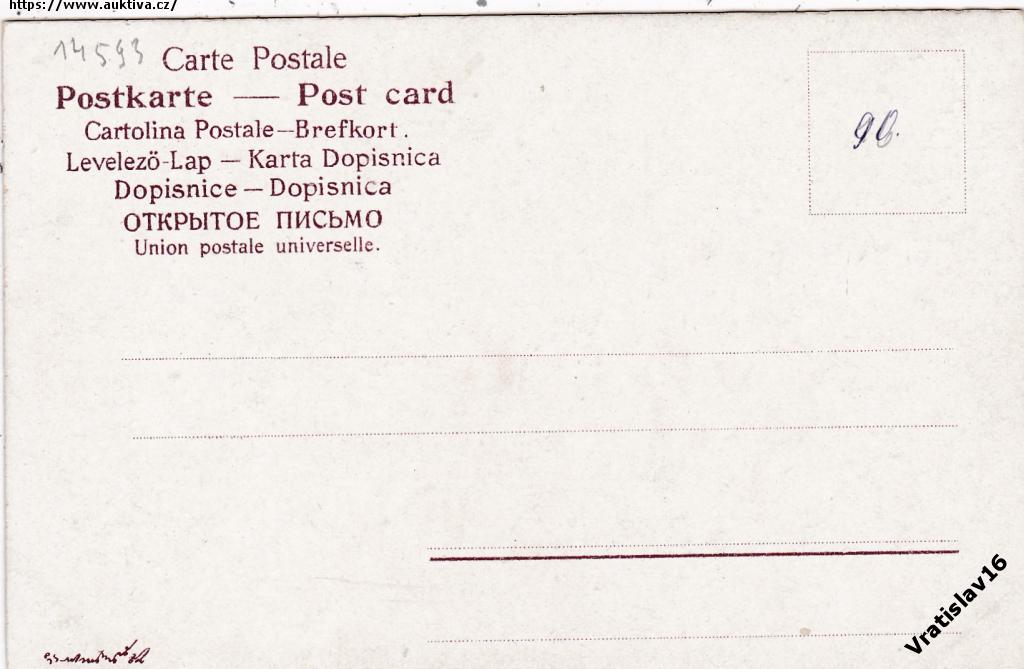 https://www.auktiva.cz/
14593
Carte Postale
Postkarte — Post card
Cartolina Postale—Brefkort.
Levelező-Lap — Karta Dopisnica
Dopisnice — Dopisnica
ОТКРЫТОЕ ПИСЬМО
Union postale universelle.
Vratislav16